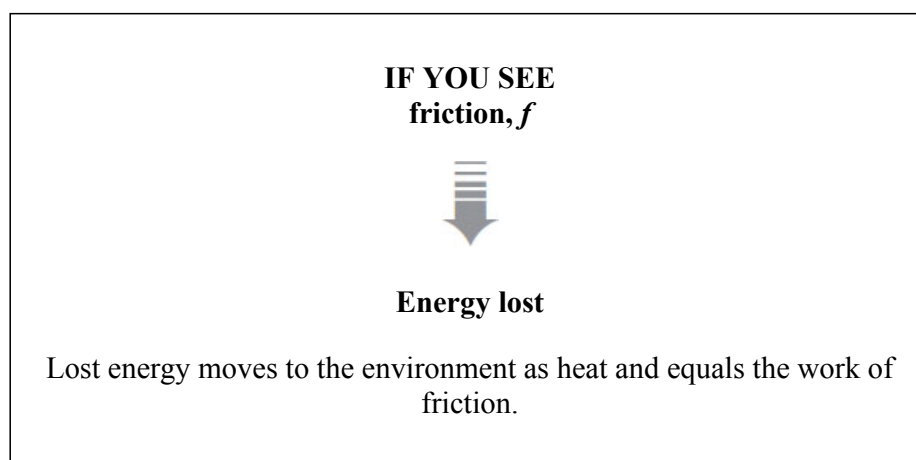 IF YOU SEE
friction, f
Energy lost
Lost energy moves to the environment as heat and equals the work of
friction.